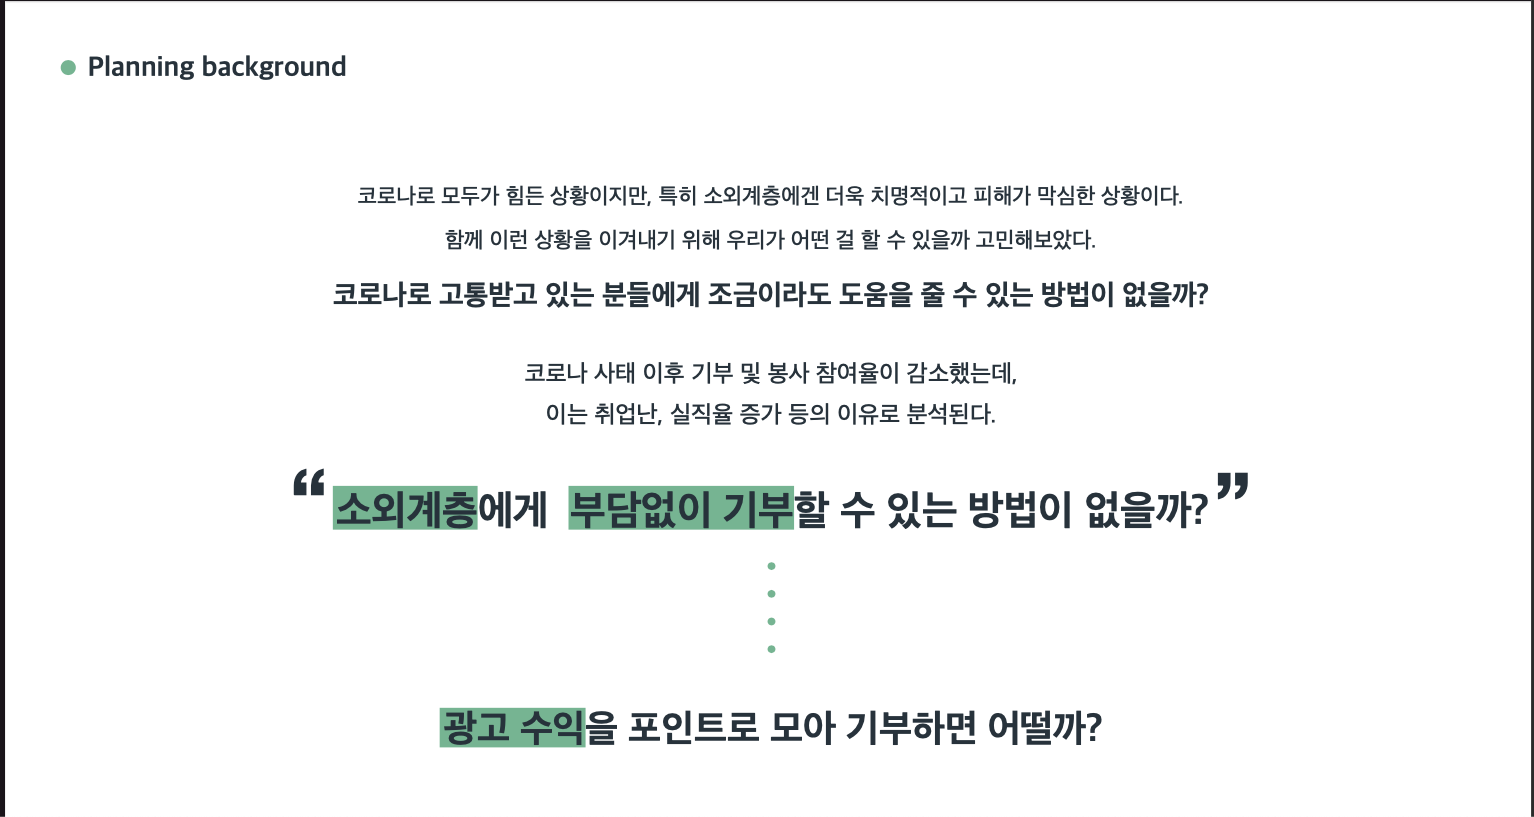 Planning background
코로나로 모두가 힘든 상황이지만, 특히 소외계층에겐 더욱 치명적이고 피해가 막심한 상황이다.
함께 이런 상황을 이겨내기 위해 우리가 어떤 걸 할 수 있을까 고민해보았다.
코로나로 고통받고 있는 분들에게 조금이라도 도움을 줄 수 있는 방법이 없을까?
코로나 사태 이후 기부 및 봉사 참여율이 감소했는데,
이는 취업난, 실직율 증가 등의 이유로 분석된다.
“소외계층에게 부담없이 기부할 수 있는 방법이 없을까?”
광고 수익을 포인트로 모아 기부하면 어떨까?